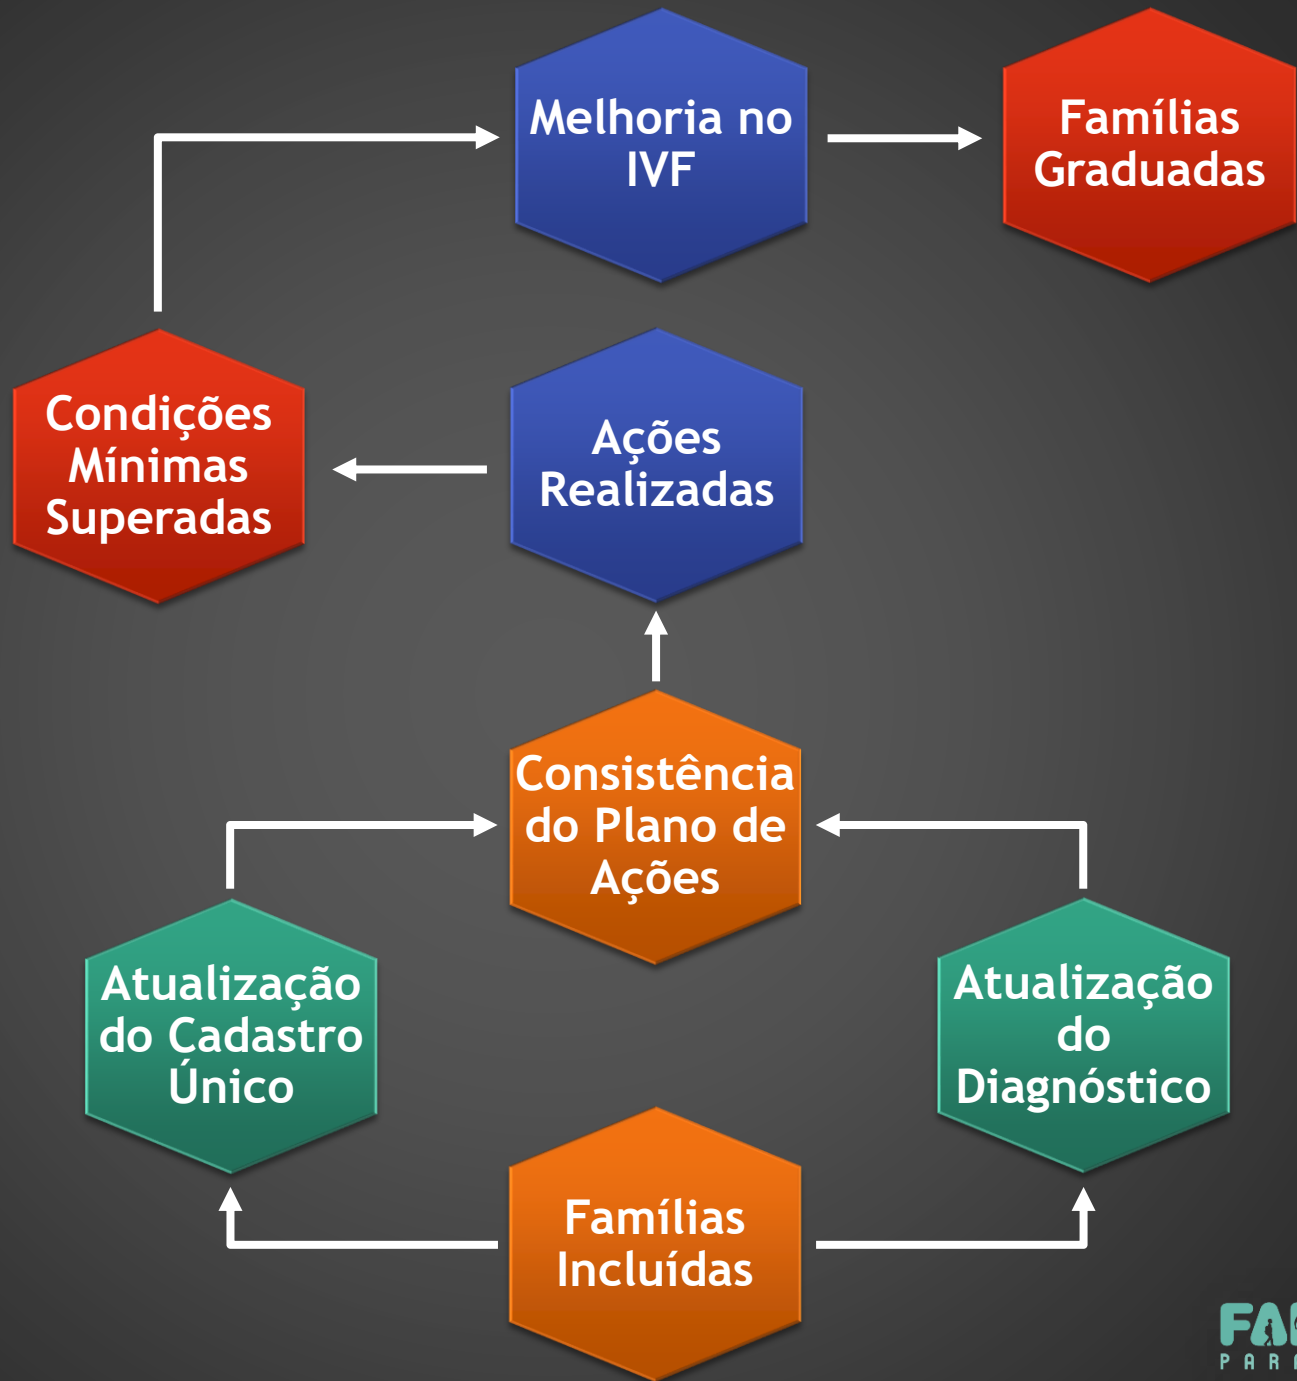 Melhoria no
IVF
Famílias
Graduadas
Condições
Mínimas
Superadas
Ações
Realizadas
Consistência
do Plano de
Ações
Atualização
do Cadastro
Único
Atualização
do
Diagnóstico
Famílias
Incluídas